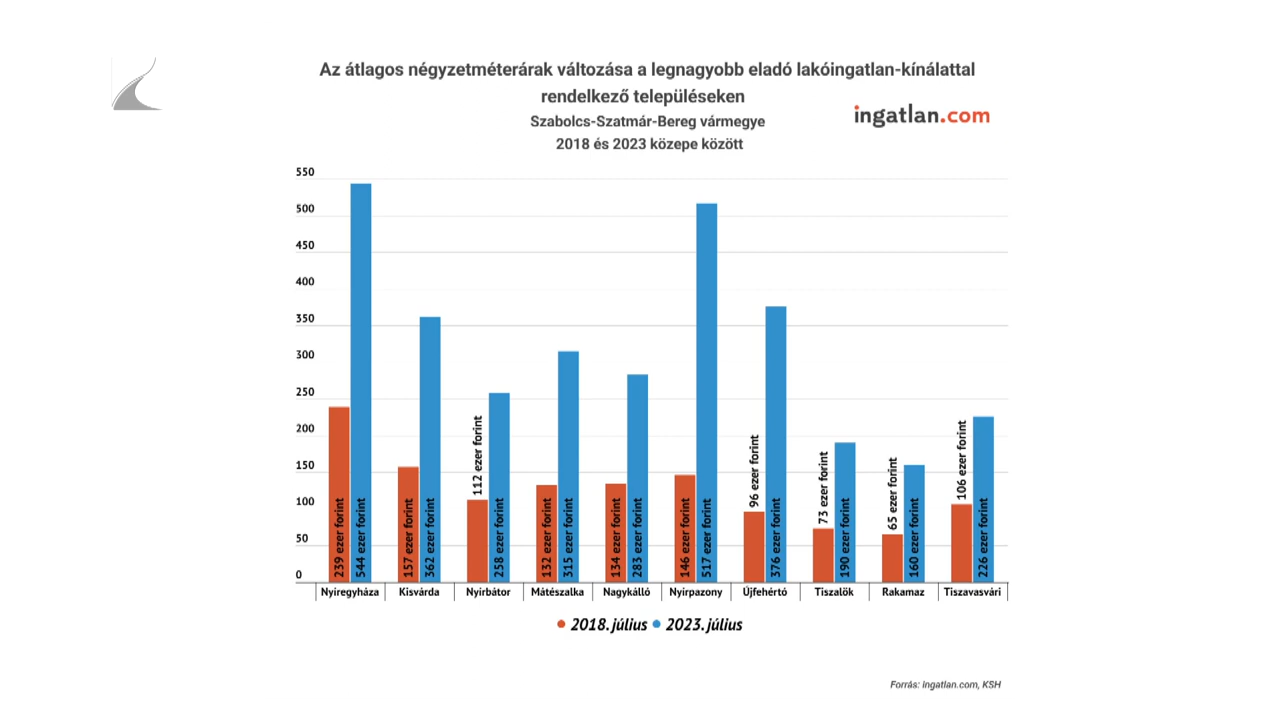 Az átlagos négyzetméterárak változása a legnagyobb eladó lakóingatlan-kínálattal
rendelkező településeken
Szabolcs-Szatmár-Bereg vármegye
2018 és 2023 közepe között
ingatlan.com
550
500
450
400
350
300
250
200
150
100
50
0
239 ezer forint
544 ezer forint
157 ezer forint
362 ezer forint
112 ezer forint
258 ezer forint
132 ezer forint
315 ezer forint
134 ezer forint
283 ezer forint
146 ezer forint
517 ezer forint
96 ezer forint
376 ezer forint
73 ezer forint
190 ezer forint
65 ezer forint
160 ezer forint
106 ezer forint
226 ezer forint
Nyíregyháza Kisvárda Nyírbátor Mátészalka Nagykálló Nyírpazony Újfehértó Tiszalök Rakamaz Tiszavasvári
2018. július 2023. július
Forrás: ingatlan.com, KSH